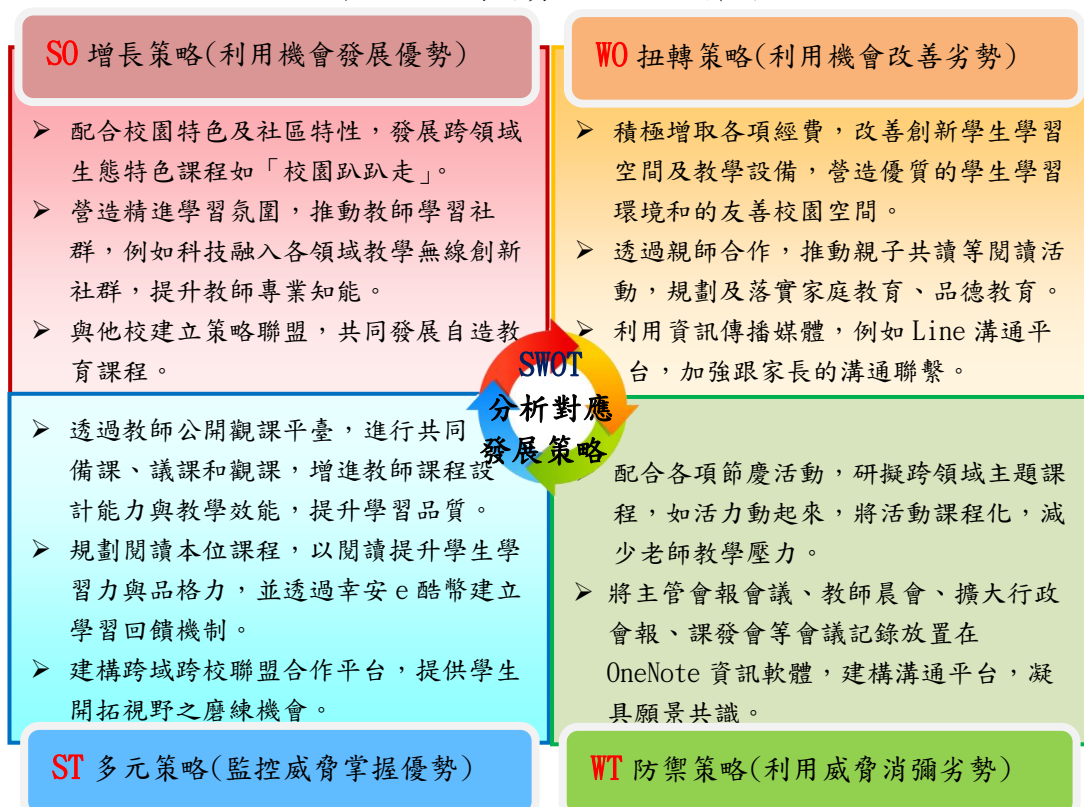 SO 增長策略(利用機會發展優勢)
➢ 配合校園特色及社區特性，發展跨領域
生態特色課程如「校園趴趴走」。
➢ 營造精進學習氛圍，推動教師學習社
群，例如科技融入各領域教學無線創新
社群，提升教師專業知能。
➢ 與他校建立策略聯盟，共同發展自造教
育課程。
WO 扭轉策略(利用機會改善劣勢)
➢ 積極增取各項經費，改善創新學生學習
空間及教學設備，營造優質的學生學習
環境和的友善校園空間。
➢ 透過親師合作，推動親子共讀等閱讀活
動，規劃及落實家庭教育、品德教育。
➢ 利用資訊傳播媒體，例如 Line 溝通平
台，加強跟家長的溝通聯繫。
SWOT
分析對應
發展策略
➢ 透過教師公開觀課平臺，進行共同
備課、議課和觀課，增進教師課程設
計能力與教學效能，提升學習品質。
➢ 規劃閱讀本位課程，以閱讀提升學生學
習力與品格力，並透過幸安 e 酷幣建立
學習回饋機制。
➢ 建構跨域跨校聯盟合作平台，提供學生
開拓視野之磨練機會。
ST 多元策略(監控威脅掌握優勢)
配合各項節慶活動，研擬跨領域主題課
程，如活力動起來，將活動課程化，減
少老師教學壓力。
➢ 將主管會報會議、教師晨會、擴大行政
會報、課發會等會議記錄放置在
OneNote 資訊軟體，建構溝通平台，凝
具願景共識。
WT 防禦策略(利用威脅消彌劣勢)